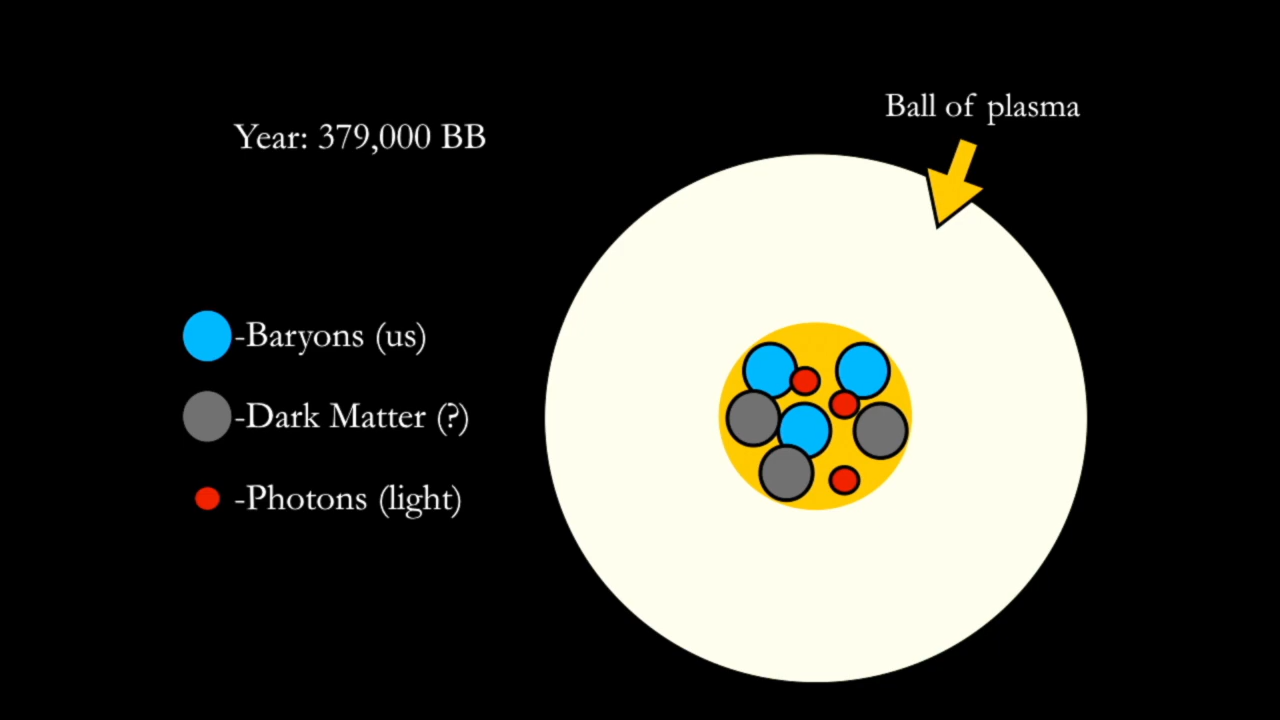 Ball of plasma
Year: 379,000 BB
-Baryons (us)
-Dark Matter (?)
-Photons (light)